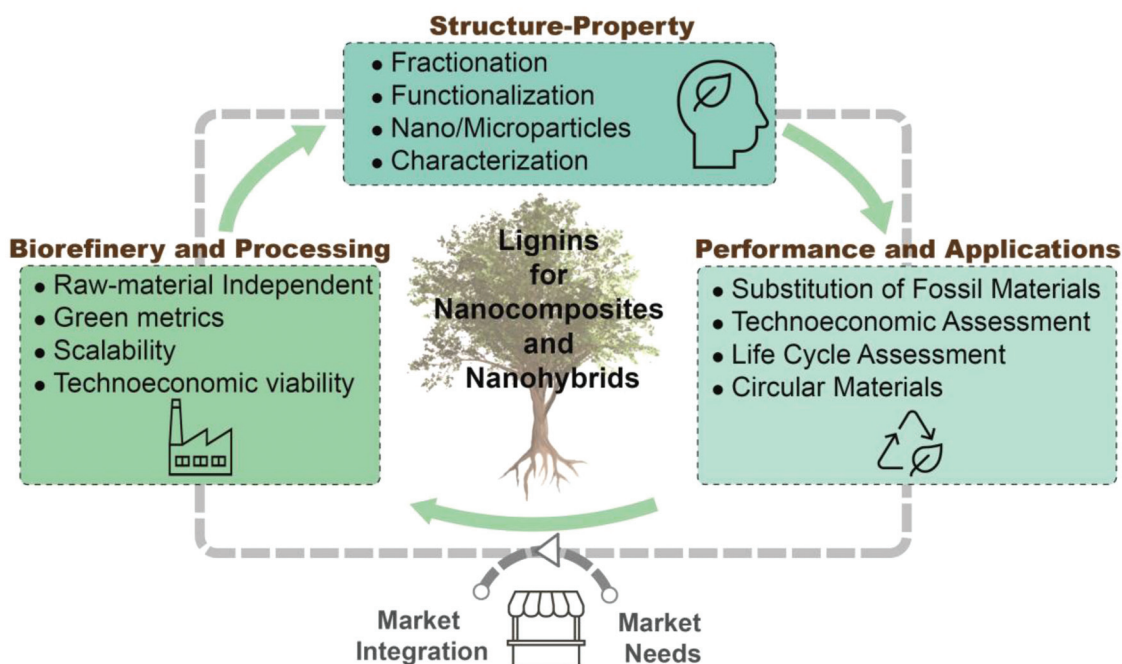 Structure-Property
• Fractionation
• Functionalization
• Nano/Microparticles
• Characterization
Biorefinery and Processing
• Raw-material Independent
• Green metrics
• Scalability
• Technoeconomic viability
Lignins
for
Nanocomposites
and
Nanohybrids
Performance and Applications
• Substitution of Fossil Materials
• Technoeconomic Assessment
• Life Cycle Assessment
• Circular Materials
Market
Integration
Market
Needs